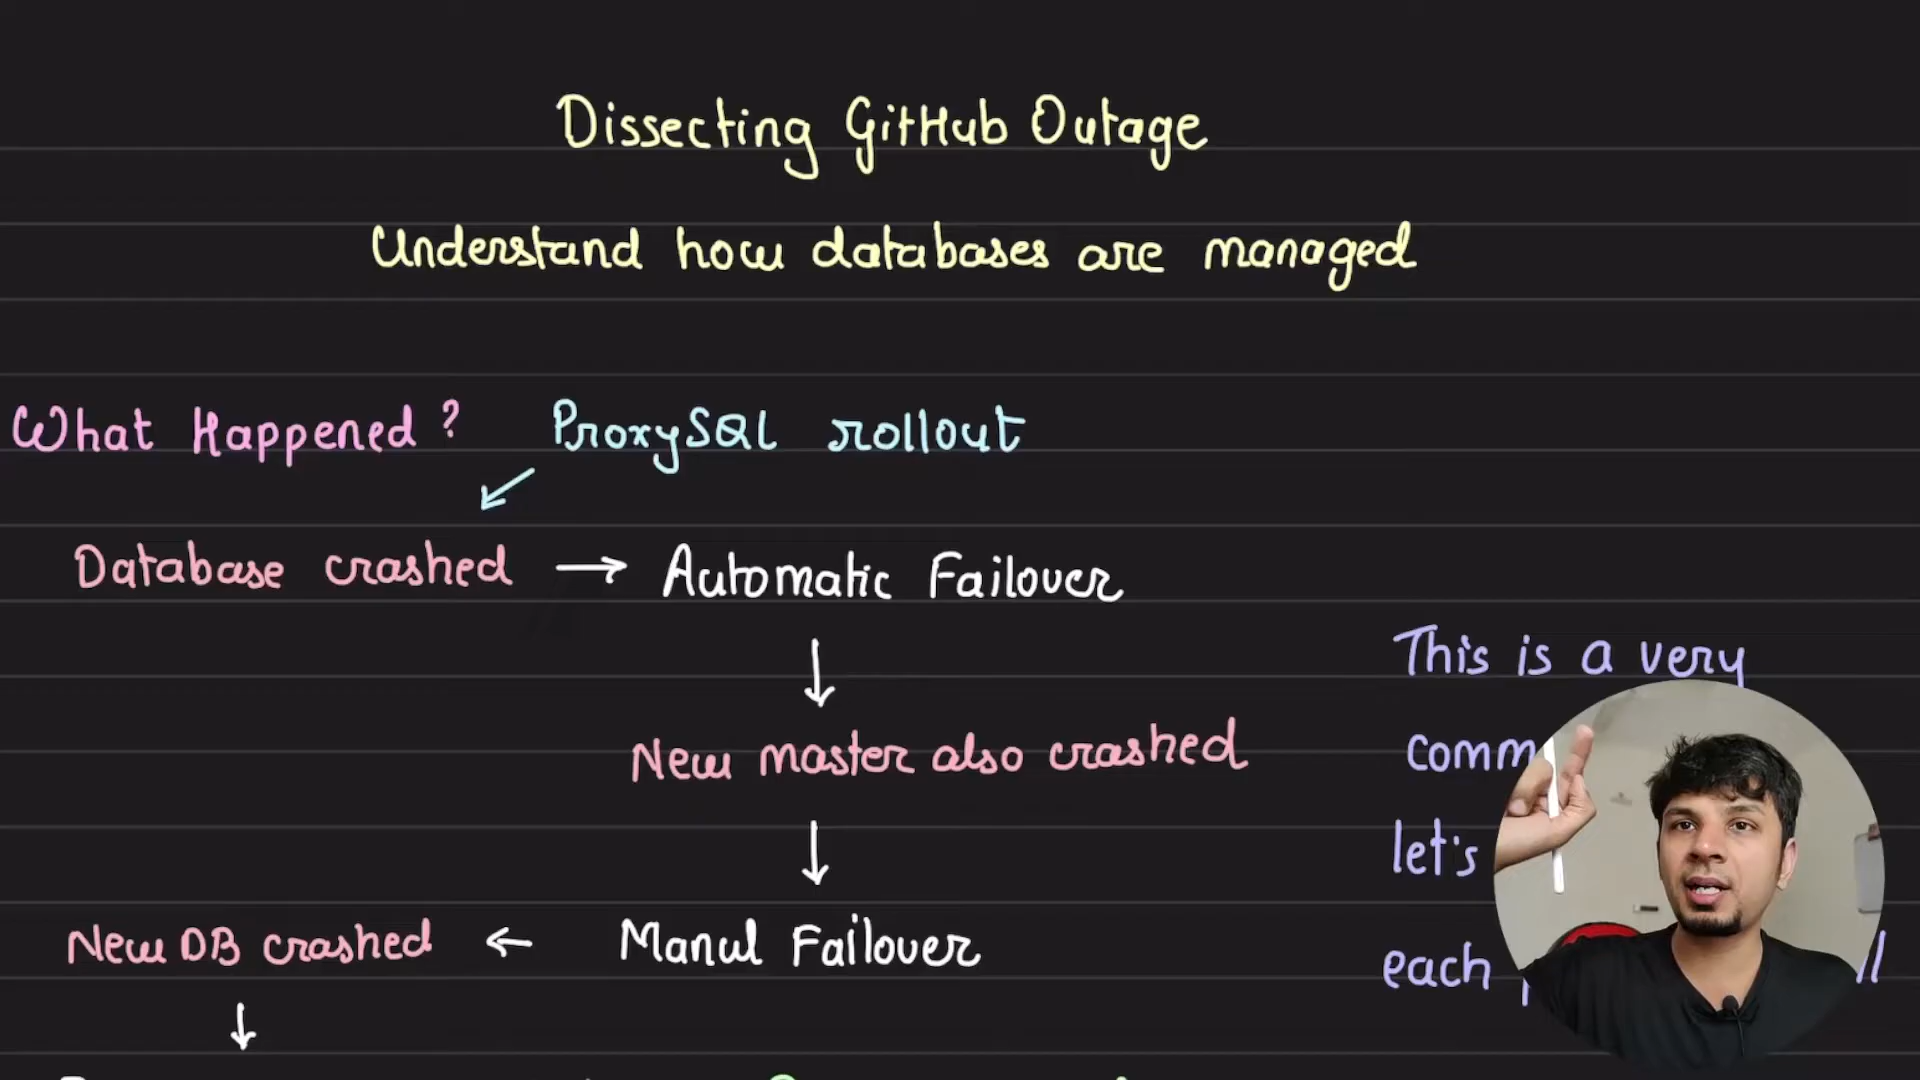 Dissecting GitHub Outage
Understand how databases are managed
What Happened ? ProxySQL rollout
Database crashed → Automatic Failover
↓
New master also crashed
↓
New DB crashed ← Manul Failover
↓
This is a very
comm
let's
each